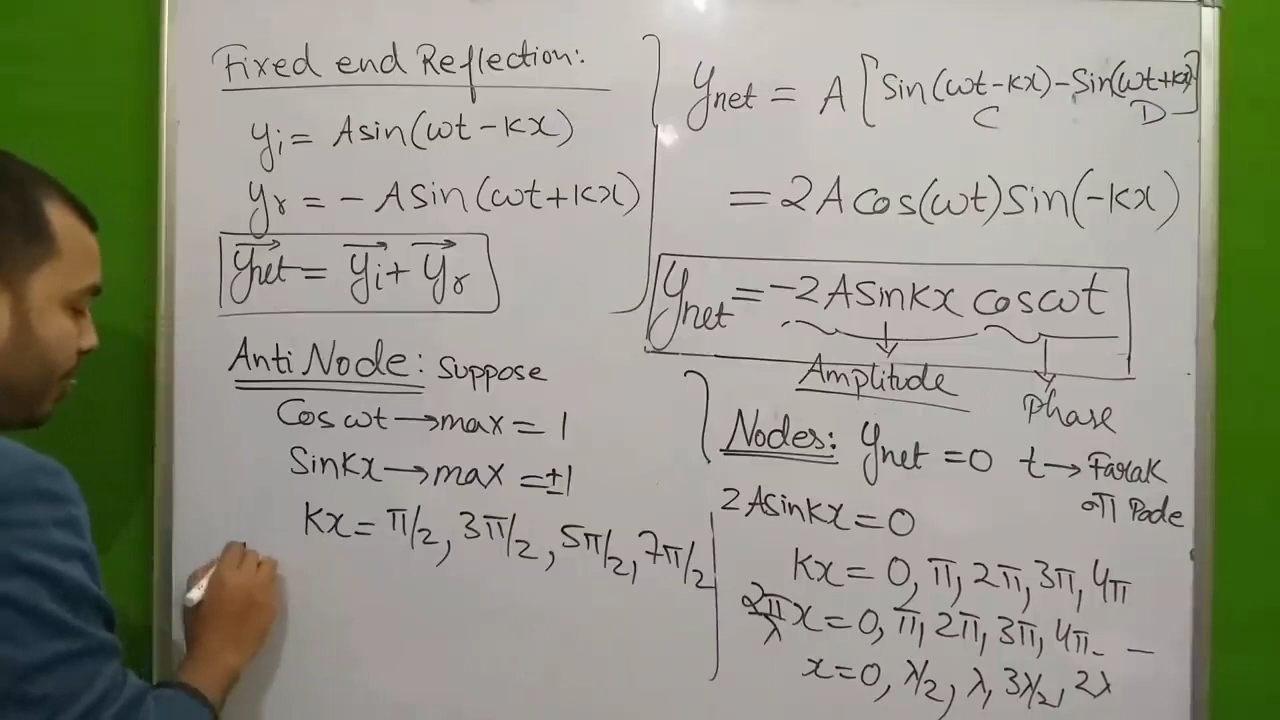 Fixed end Reflection:
yi = Asin(ωt - kx)
yr = - Asin(ωt + kx)
ynet = yi + yr
Anti Node: Suppose
Cos ωt → max = 1
Sinkx → max = ±1
kx = π/2, 3π/2, 5π/2, 7π/2
ynet = A [Sin(ωt-kx) - Sin(ωt+kx)]
C D
= 2A cos(ωt) Sin(-kx)
ynet = -2A Sinkx cosωt
Amplitude
Phase
Nodes: ynet = 0 t → Farak
ना Pade
2Asinkx = 0
kx = 0, π, 2π, 3π, 4π
2π/λ x = 0, π, 2π, 3π, 4π - —
x = 0, λ/2, λ, 3λ/2, 2λ